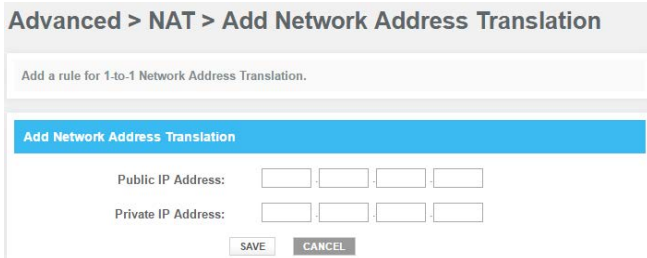 Advanced > NAT > Add Network Address Translation
Add a rule for 1-to-1 Network Address Translation.
Add Network Address Translation
Public IP Address: . . .
Private IP Address: . . .
SAVE CANCEL